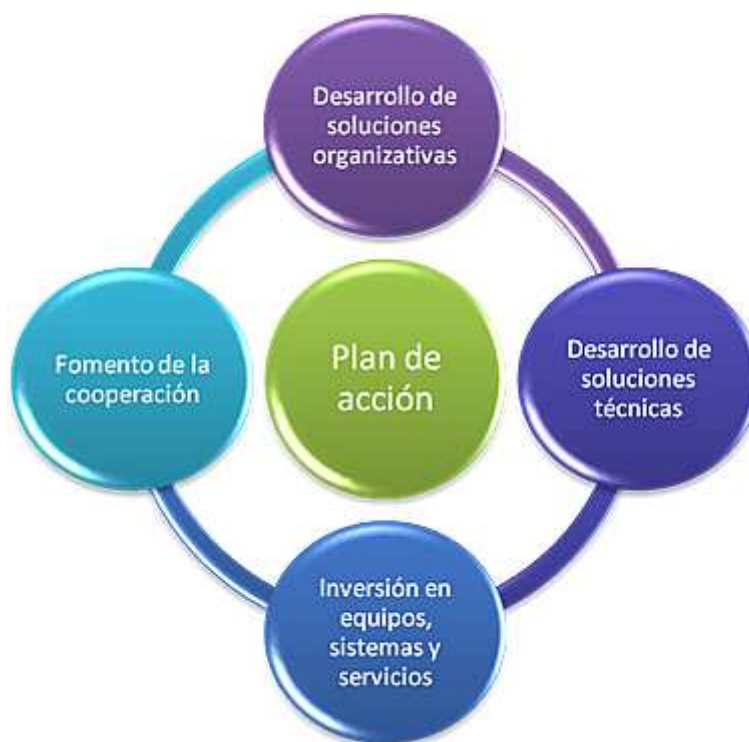 Desarrollo de
soluciones
organizativas
Fomento de la
cooperación
Plan de
acción
Desarrollo de
soluciones
técnicas
Inversión en
equipos,
sistemas y
servicios